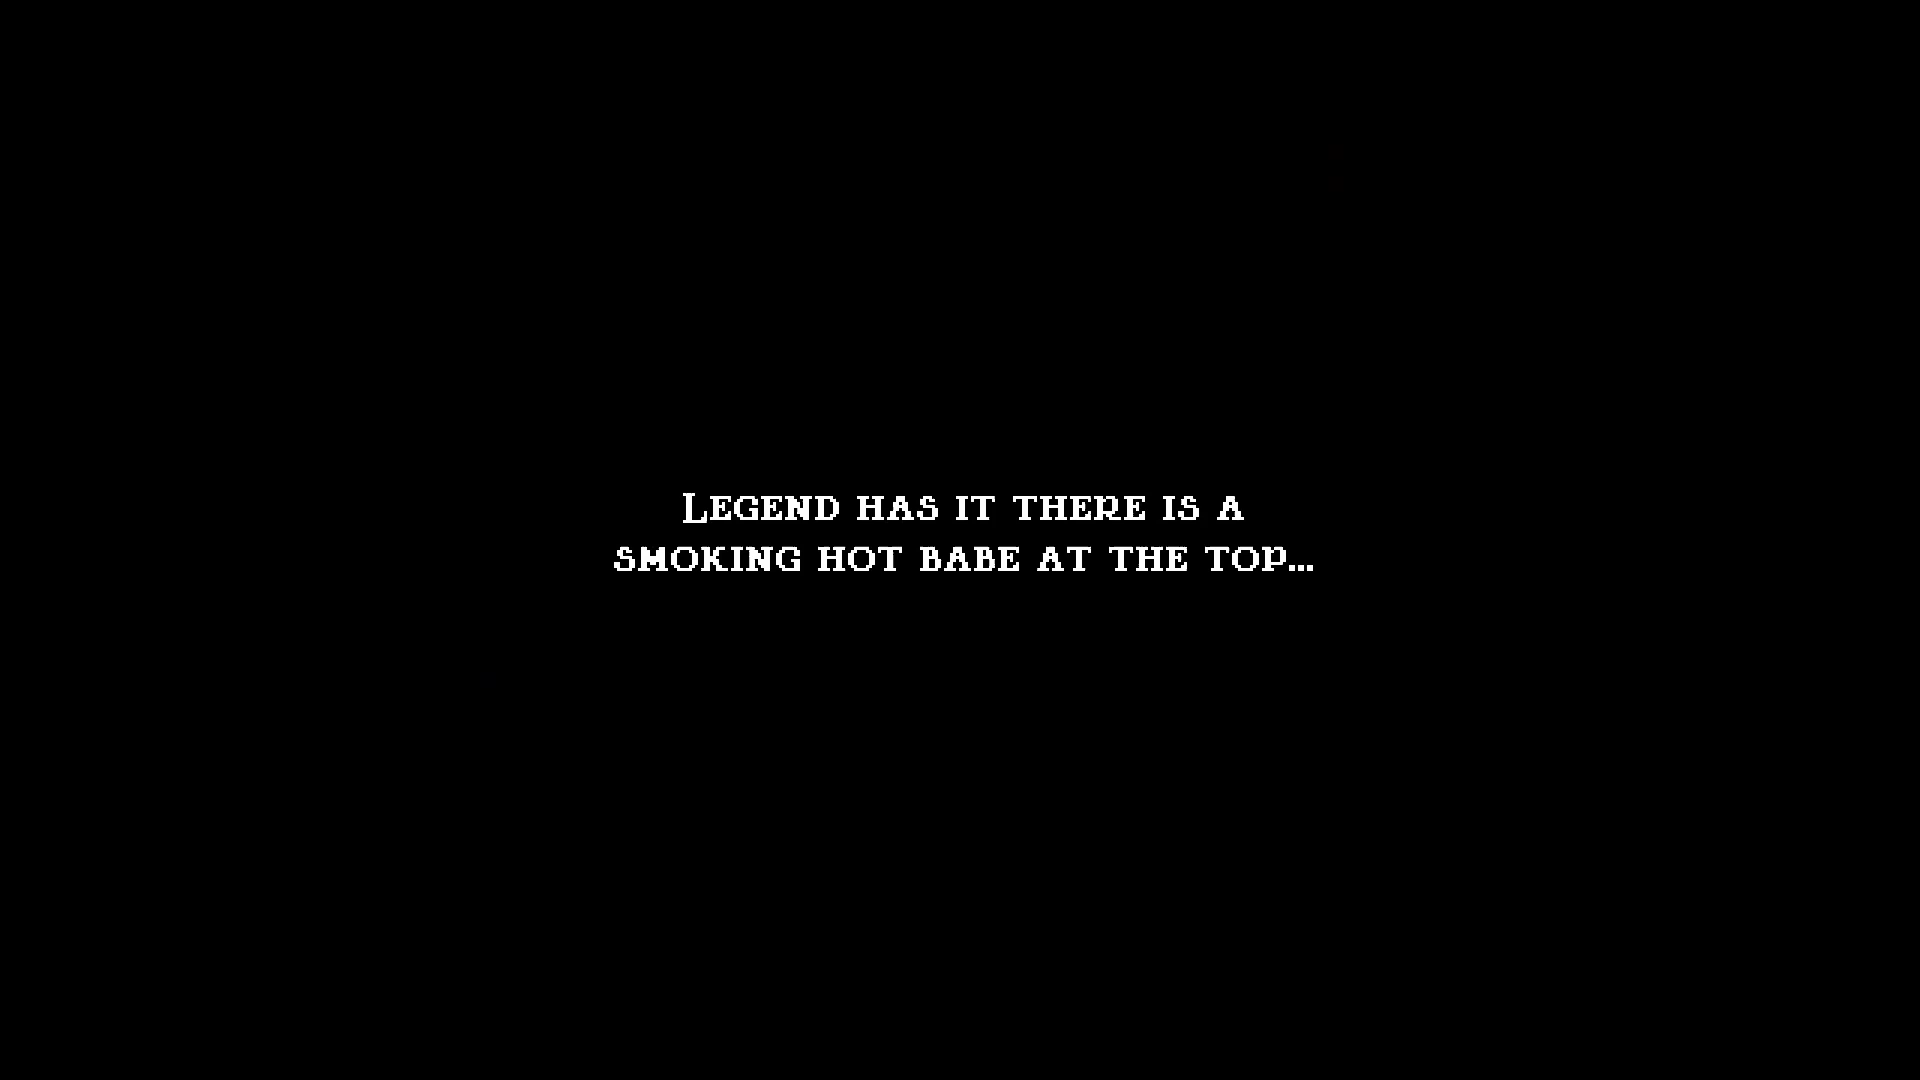 Legend has it there is a
smoking hot babe at the top...